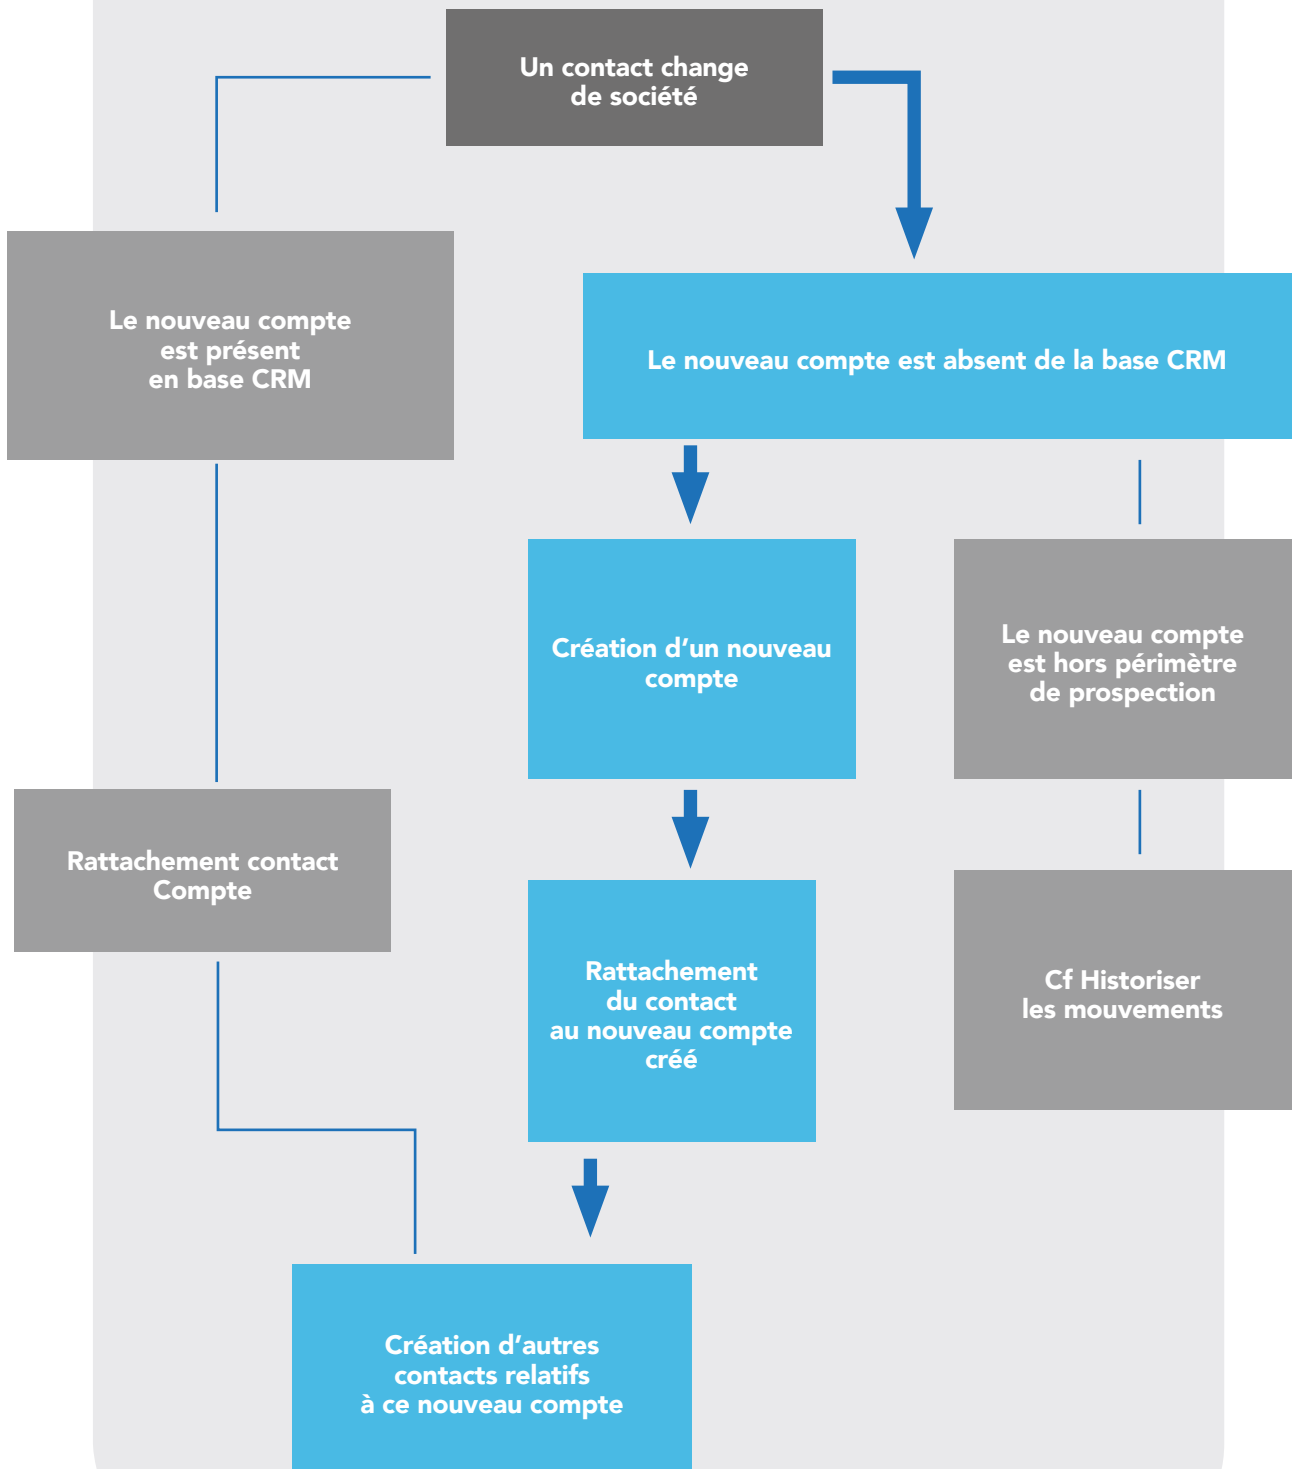 Un contact change
de société
Le nouveau compte
est présent
en base CRM
Le nouveau compte est absent de la base CRM
Création d’un nouveau
compte
Le nouveau compte
est hors périmètre
de prospection
Rattachement contact
Compte
Rattachement
du contact
au nouveau compte
créé
Cf Historiser
les mouvements
Création d’autres
contacts relatifs
à ce nouveau compte